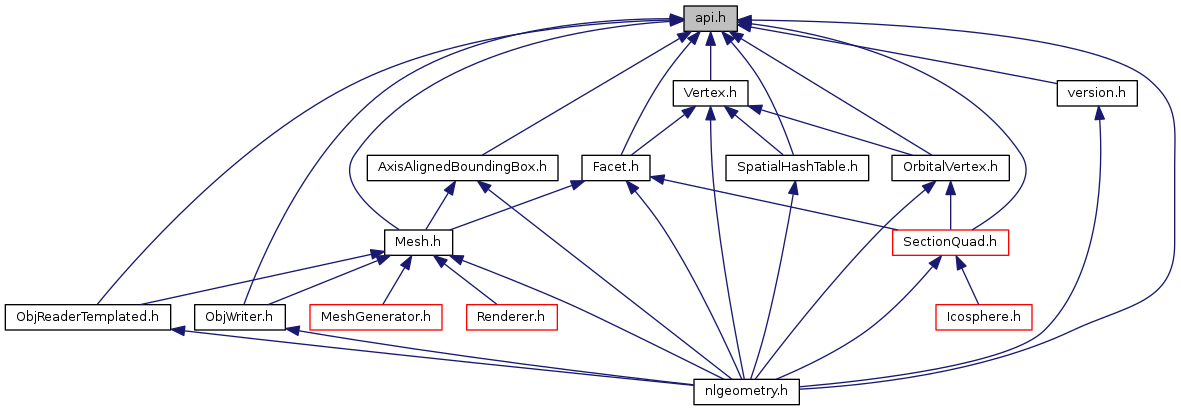 api.h
Vertex.h
version.h
AxisAlignedBoundingBox.h
Facet.h
SpatialHashTable.h
OrbitalVertex.h
Mesh.h
SectionQuad.h
ObjReaderTemplated.h
ObjWriter.h
MeshGenerator.h
Renderer.h
Icosphere.h
nlgeometry.h